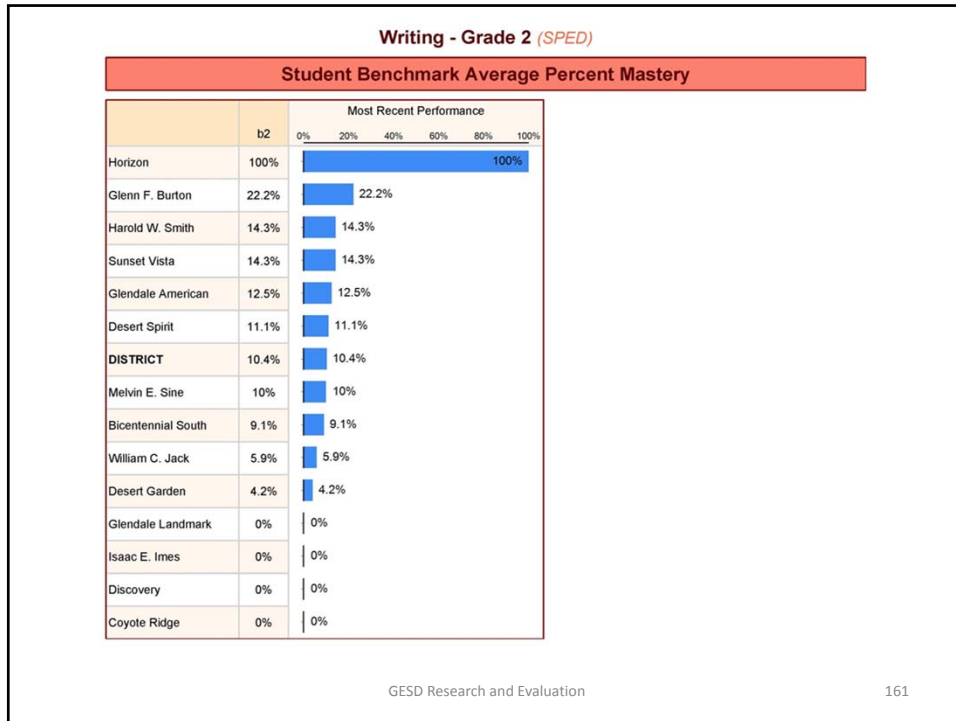 Writing - Grade 2 (SPED)
Student Benchmark Average Percent Mastery
Most Recent Performance
b2 0% 20% 40% 60% 80% 100%
Horizon 100% 100%
Glenn F. Burton 22.2% 22.2%
Harold W. Smith 14.3% 14.3%
Sunset Vista 14.3% 14.3%
Glendale American 12.5% 12.5%
Desert Spirit 11.1% 11.1%
DISTRICT 10.4% 10.4%
Melvin E. Sine 10% 10%
Bicentennial South 9.1% 9.1%
William C. Jack 5.9% 5.9%
Desert Garden 4.2% 4.2%
Glendale Landmark 0% 0%
Isaac E. Imes 0% 0%
Discovery 0% 0%
Coyote Ridge 0% 0%
GESD Research and Evaluation 161